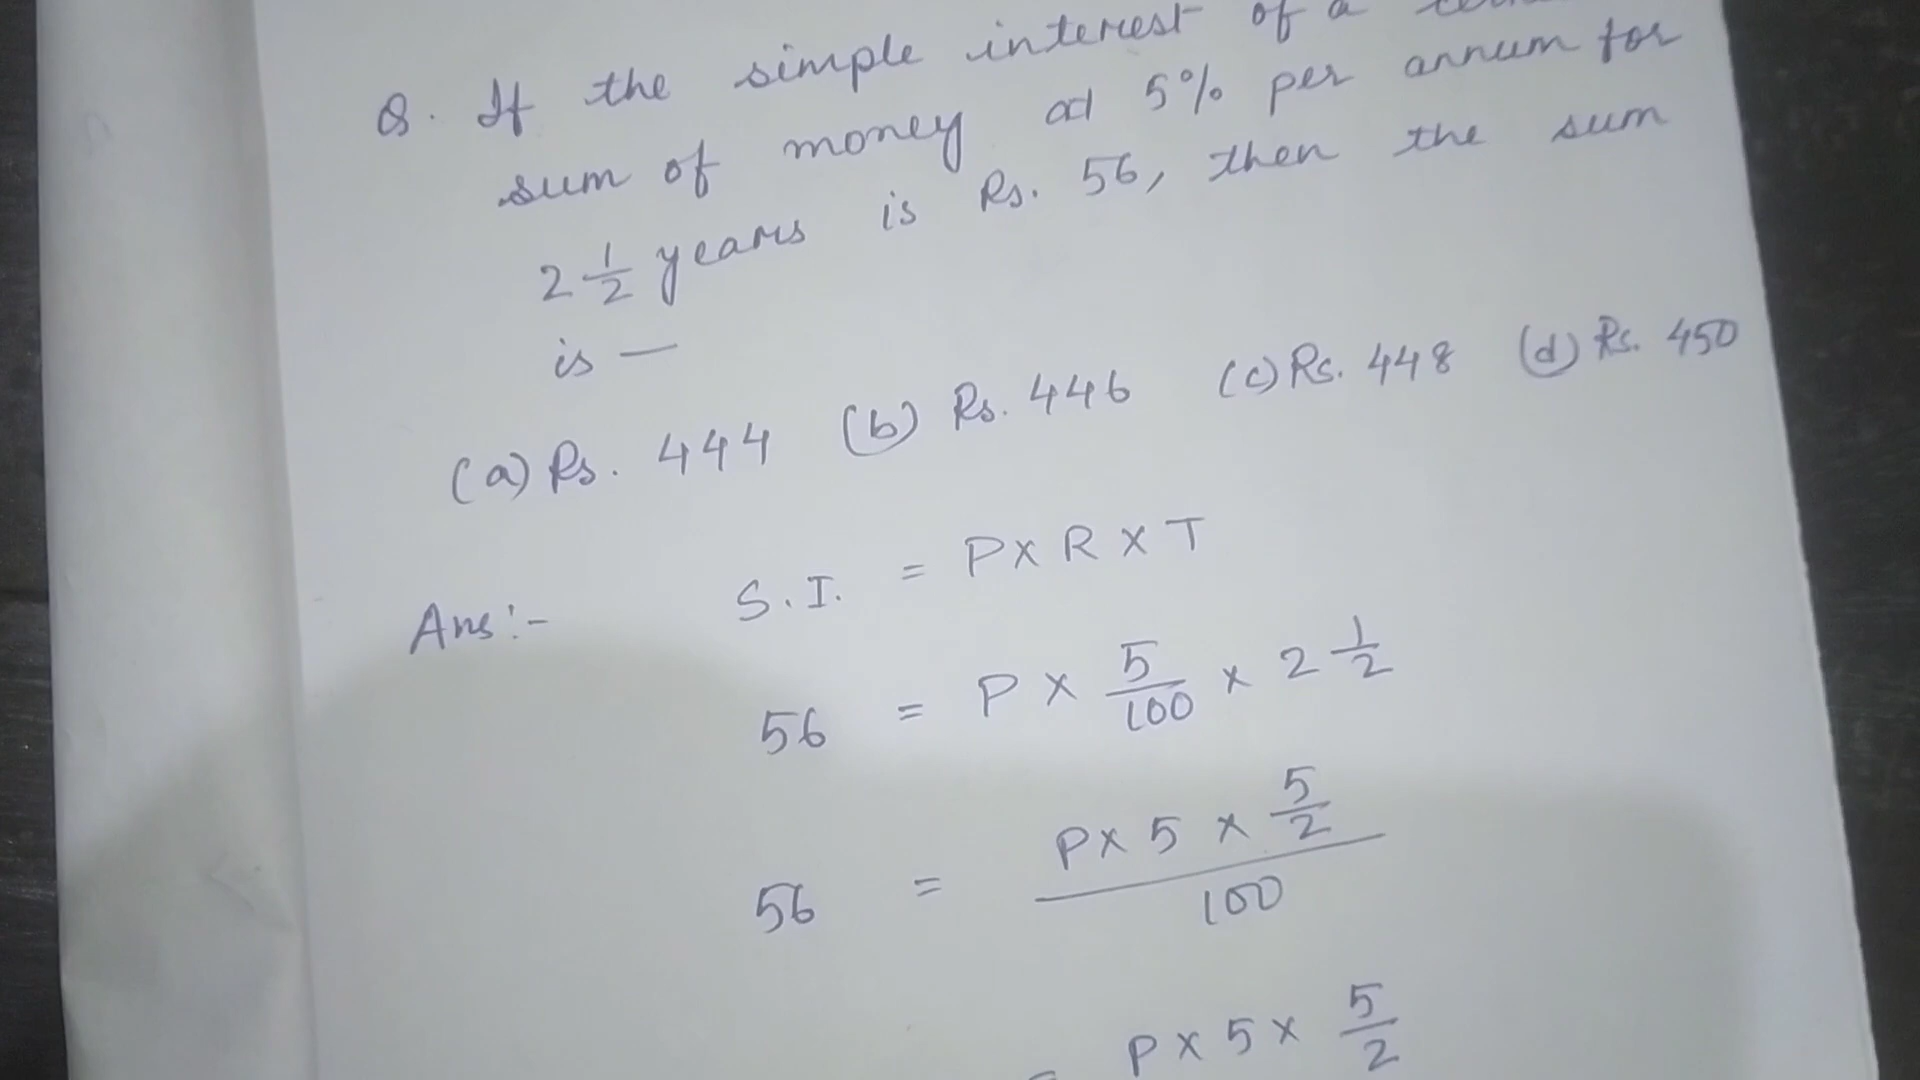 Q. If the simple interest of a
sum of money at 5% per annum for
2 1/2 years is Rs. 56, then the sum
is —
(a) Rs. 444 (b) Rs. 446 (c) Rs. 448 (d) Rs. 450
Ans:- S.I. = P x R x T
56 = P x 5/100 x 2 1/2
56 = P x 5 x 5/2 / 100
P x 5 x 5/2